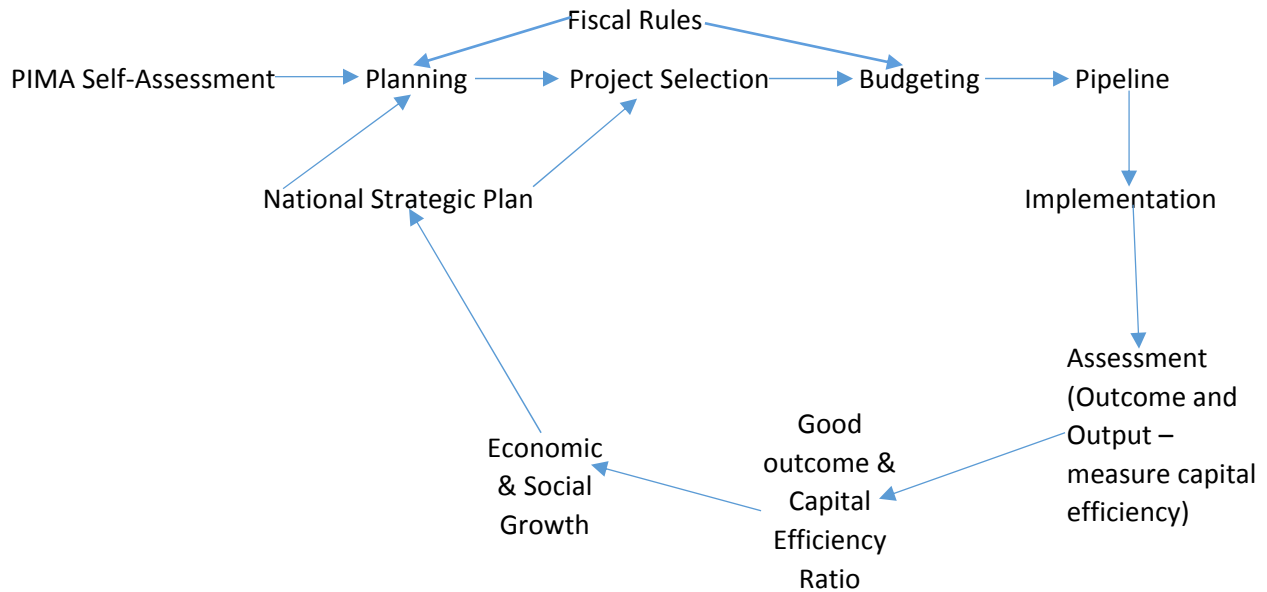 Fiscal Rules
PIMA Self-Assessment
Planning
Project Selection
Budgeting
Pipeline
National Strategic Plan
Implementation
Assessment
(Outcome and
Output –
measure capital
efficiency)
Good
outcome &
Capital
Efficiency
Ratio
Economic
& Social
Growth